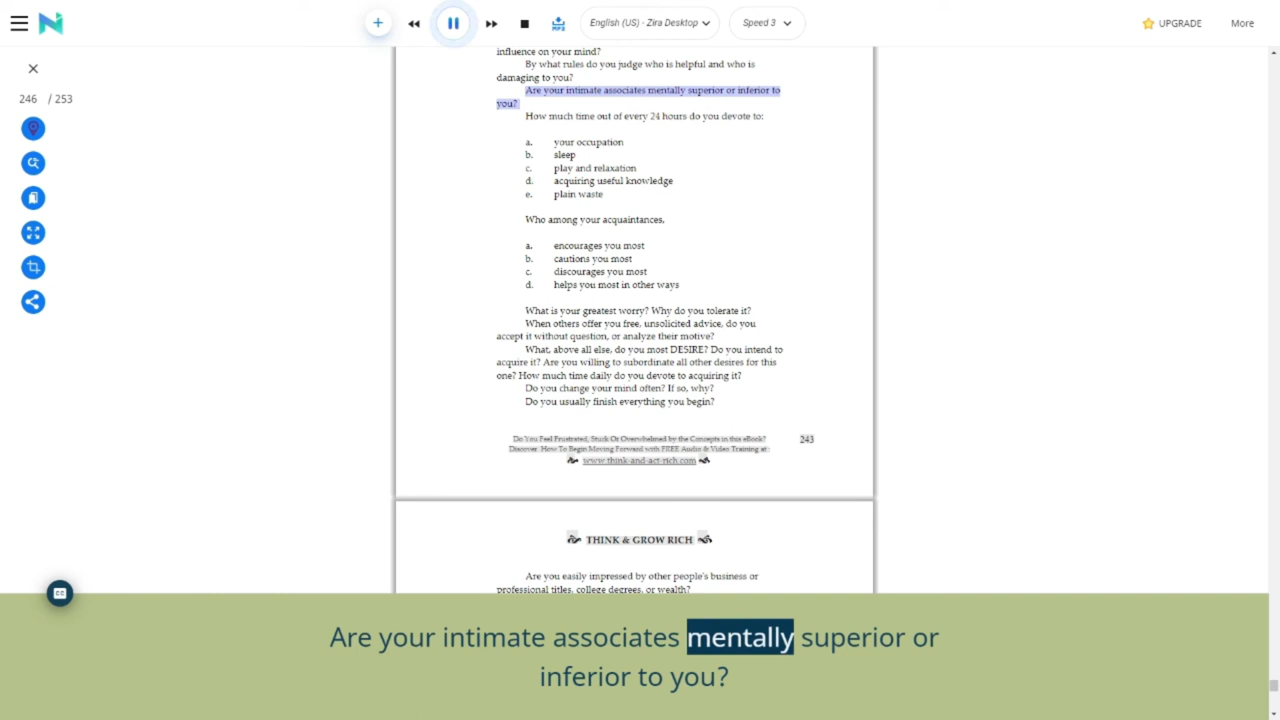 MP3
English (US) - Zira Desktop
Speed 3
UPGRADE
More
246 / 253
influence on your mind?
By what rules do you judge who is helpful and who is
damaging to you?
Are your intimate associates mentally superior or inferior to
you?
How much time out of every 24 hours do you devote to:
a. your occupation
b. sleep
c. play and relaxation
d. acquiring useful knowledge
e. plain waste
Who among your acquaintances,
a. encourages you most
b. cautions you most
c. discourages you most
d. helps you most in other ways
What is your greatest worry? Why do you tolerate it?
When others offer you free, unsolicited advice, do you
accept it without question, or analyze their motive?
What, above all else, do you most DESIRE? Do you intend to
acquire it? Are you willing to subordinate all other desires for this
one? How much time daily do you devote to acquiring it?
Do you change your mind often? If so, why?
Do you usually finish everything you begin?
Do You Feel Frustrated, Stuck Or Overwhelmed by the Concepts in this eBook?
243
Discover How To Begin Moving Forward with FREE Audio & Video Training at:
www.think-and-act-rich.com
THINK & GROW RICH
Are you easily impressed by other people's business or
professional titles, college degrees, or wealth?
CC
Are your intimate associates mentally superior or
inferior to you?